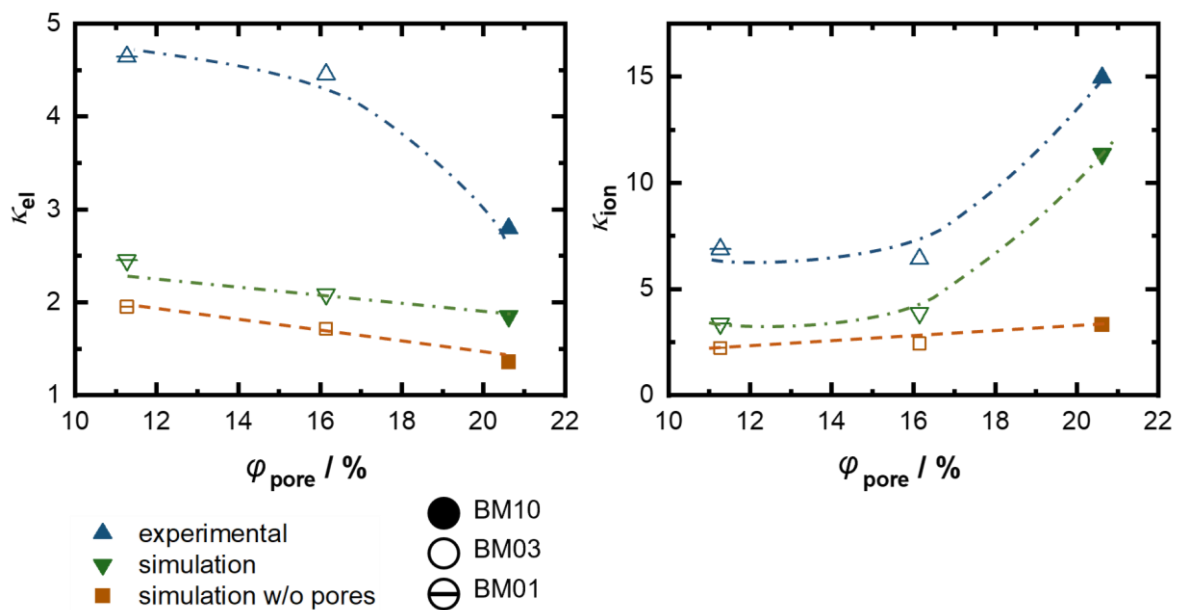 5
4
3
2
1
κel
10 12 14 16 18 20 22
φpore / %
15
10
5
0
κion
10 12 14 16 18 20 22
φpore / %
experimental
simulation
simulation w/o pores
BM10
BM03
BM01